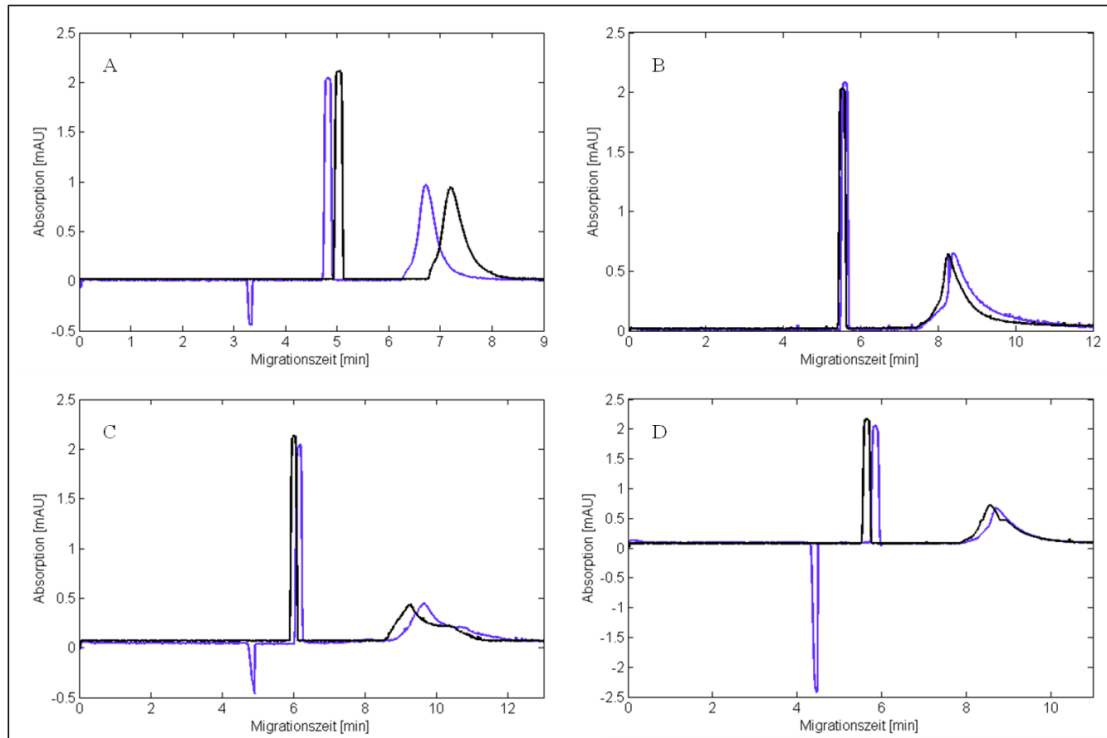 A
Absorption [mAU]
2.5
2
1.5
1
0.5
0
-0.5
0 1 2 3 4 5 6 7 8 9
Migrationszeit [min]
B
Absorption [mAU]
2.5
2
1.5
1
0.5
0
0 2 4 6 8 10 12
Migrationszeit [min]
C
Absorption [mAU]
2.5
2
1.5
1
0.5
0
-0.5
0 2 4 6 8 10 12
Migrationszeit [min]
D
Absorption [mAU]
2.5
2
1.5
1
0.5
0
-0.5
-1
-1.5
-2
-2.5
0 2 4 6 8 10
Migrationszeit [min]